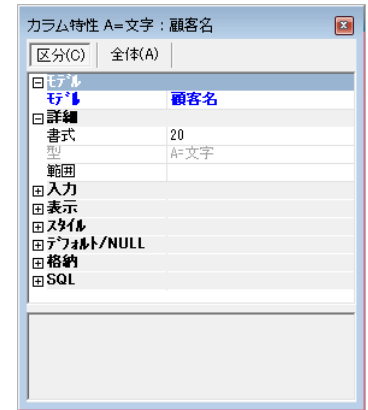 カラム特性 A=文字：顧客名
区分(C) 全体(A)
ﾓﾃﾞﾙ
ﾓﾃﾞﾙ 顧客名
詳細
書式 20
型 A=文字
範囲
入力
表示
ｽﾀｲﾙ
ﾃﾞﾌｫﾙﾄ/NULL
格納
SQL